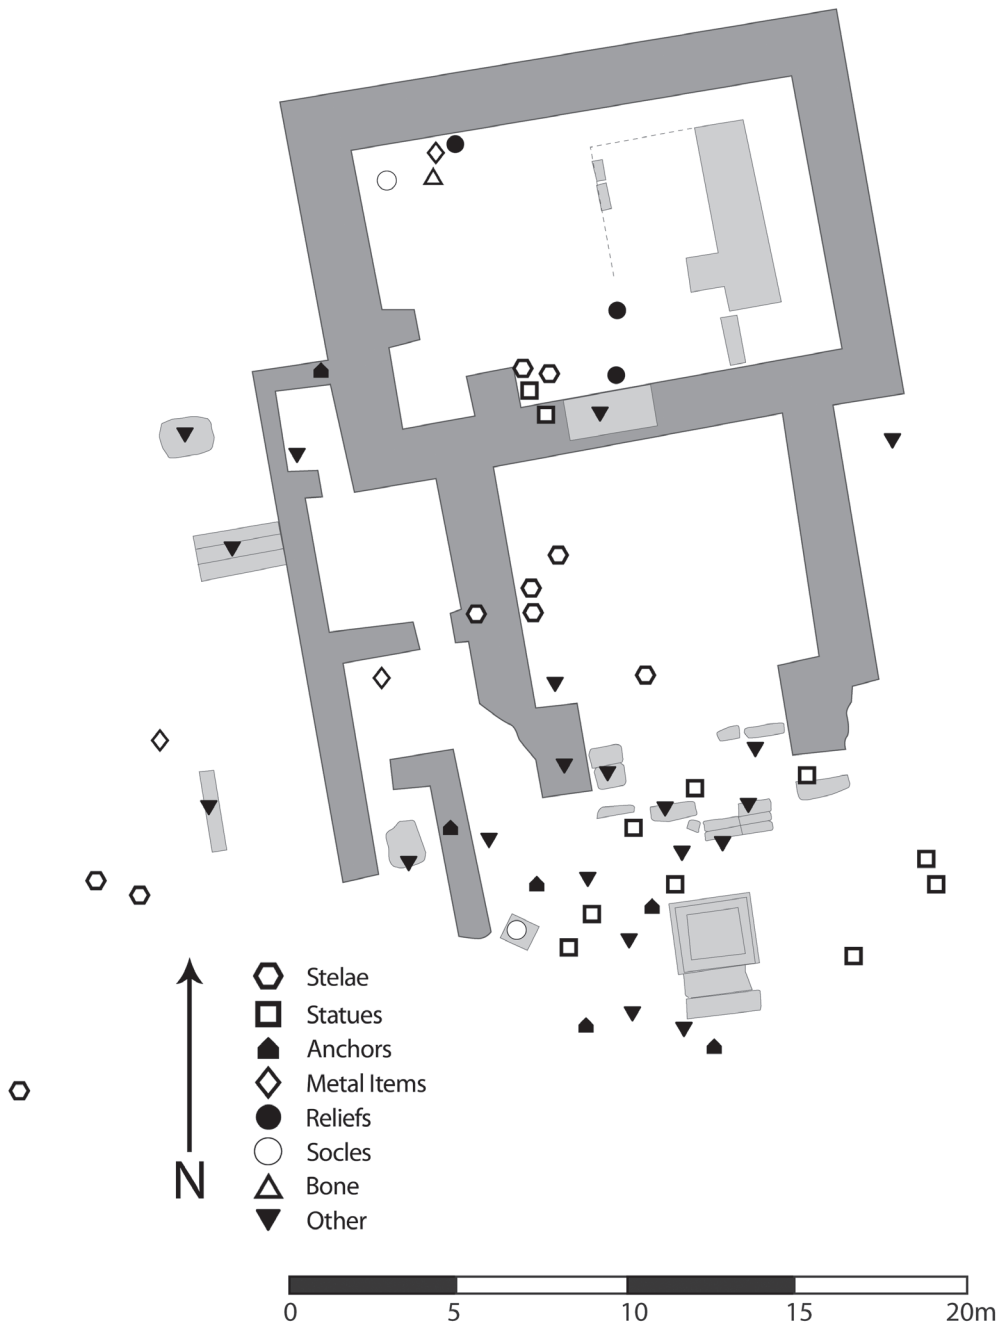 Stelae
Statues
Anchors
Metal Items
Reliefs
Socles
Bone
Other
N
0 5 10 15 20m